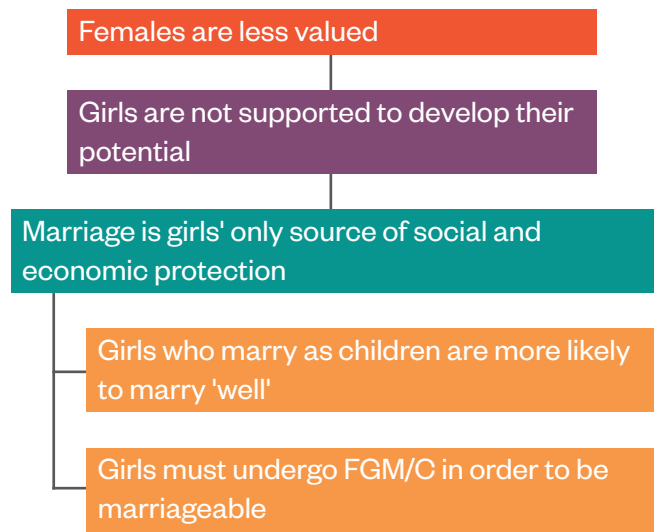 Females are less valued
Girls are not supported to develop their
potential
Marriage is girls' only source of social and
economic protection
Girls who marry as children are more likely
to marry 'well'
Girls must undergo FGM/C in order to be
marriageable